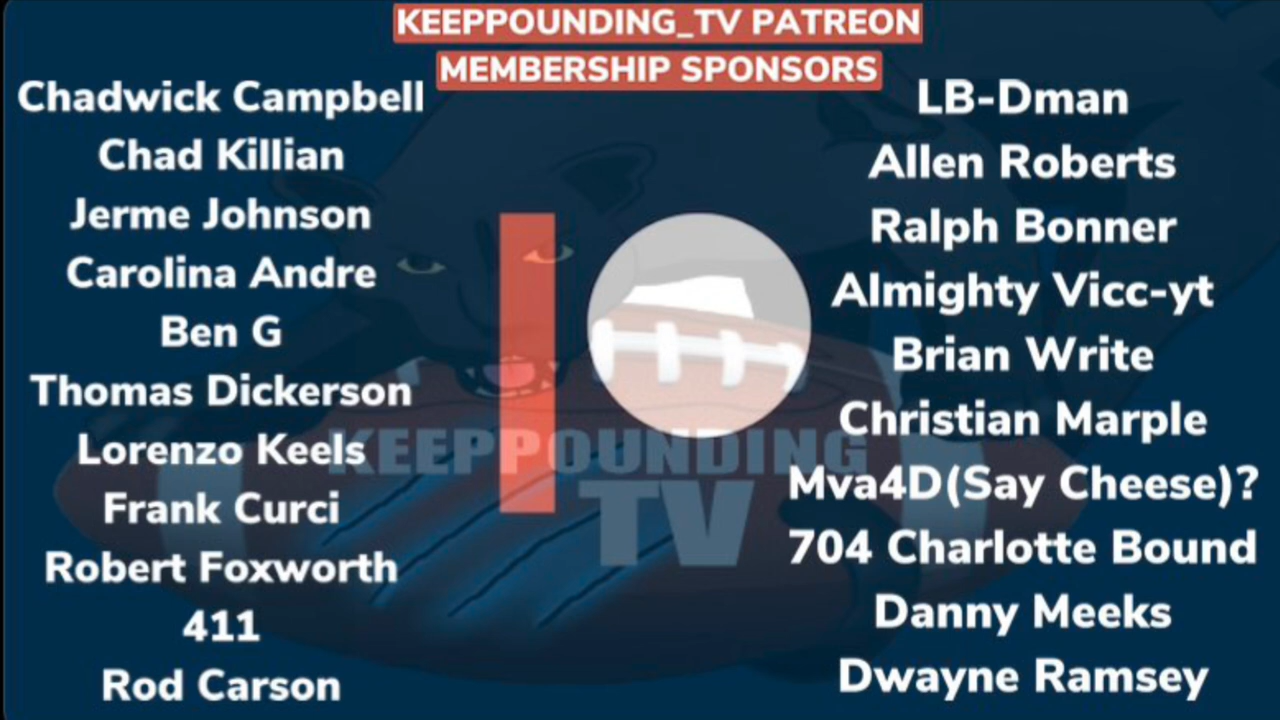 KEEPPOUNDING_TV PATREON
MEMBERSHIP SPONSORS
Chadwick Campbell
Chad Killian
Jerme Johnson
Carolina Andre
Ben G
Thomas Dickerson
Lorenzo Keels
Frank Curci
Robert Foxworth
411
Rod Carson
KEEPPOUNDING
TV
LB-Dman
Allen Roberts
Ralph Bonner
Almighty Vicc-yt
Brian Write
Christian Marple
Mva4D(Say Cheese)?
704 Charlotte Bound
Danny Meeks
Dwayne Ramsey